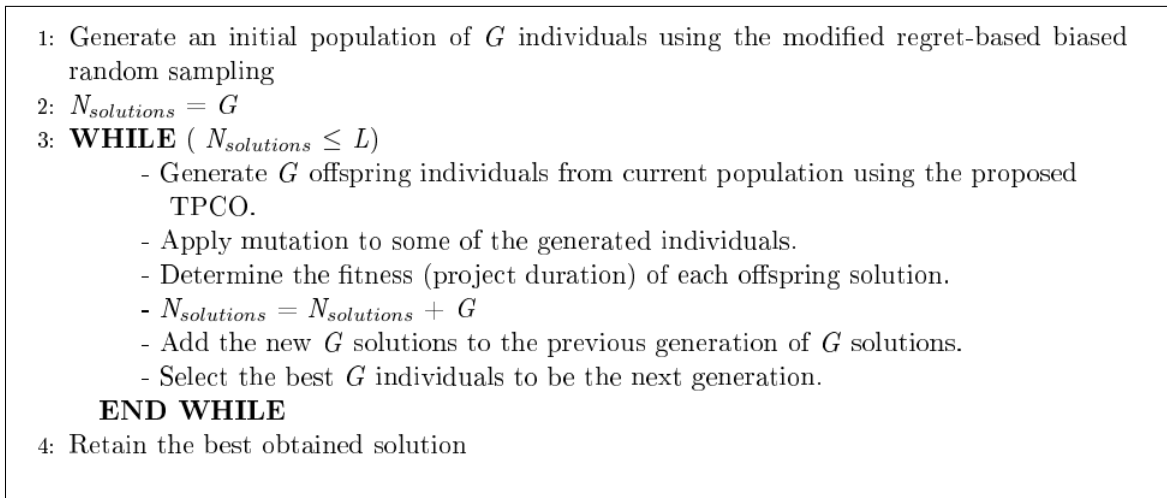 1: Generate an initial population of G individuals using the modified regret-based biased
random sampling
2: N_solutions = G
3: WHILE ( N_solutions ≤ L)
- Generate G offspring individuals from current population using the proposed
TPCO.
- Apply mutation to some of the generated individuals.
- Determine the fitness (project duration) of each offspring solution.
- N_solutions = N_solutions + G
- Add the new G solutions to the previous generation of G solutions.
- Select the best G individuals to be the next generation.
END WHILE
4: Retain the best obtained solution